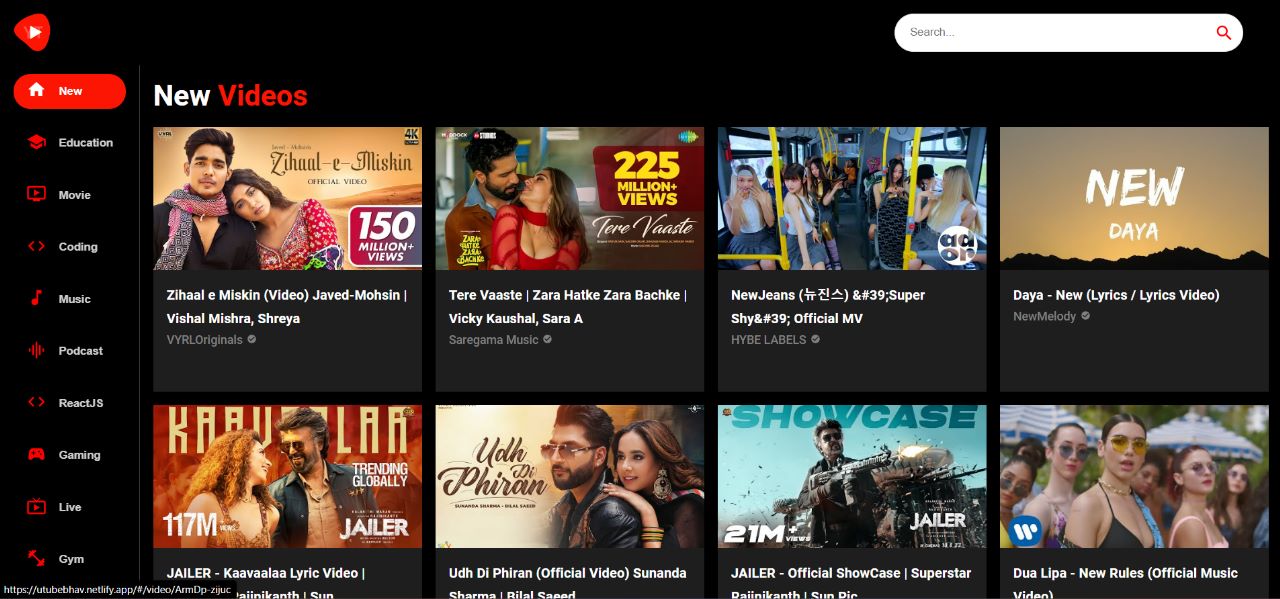 Search...
New
Education
Movie
Coding
Music
Podcast
ReactJS
Gaming
Live
Gym
New Videos
VYRL
4K
Javed - Mohsin's
Zihaal-e-Miskin
OFFICIAL VIDEO
150
MILLION+
VIEWS
Zihaal e Miskin (Video) Javed-Mohsin |
Vishal Mishra, Shreya
VYRLOriginals
STUDIOS
225
MILLION+
VIEWS
Tere Vaaste
ZARA
HATKE
ZARA
BACHKE
Tere Vaaste | Zara Hatke Zara Bachke |
Vicky Kaushal, Sara A
Saregama Music
NewJeans (뉴진스) &#39;Super
Shy&#39; Official MV
HYBE LABELS
NEW
DAYA
Daya - New (Lyrics / Lyrics Video)
NewMelody
KAAVAALAA
TRENDING
GLOBALLY
117M+
VIEWS
JAILER
JAILER - Kaavaalaa Lyric Video |
Rajinikanth | Sun
Udh
Di
Phiran
SUNANDA SHARMA - BILAL SAEED
Udh Di Phiran (Official Video) Sunanda
Sharma | Bilal Saeed
SHOWCASE
21M+
VIEWS
JAILER
JAILER - Official ShowCase | Superstar
Rajinikanth | Sun Pic
Dua Lipa - New Rules (Official Music
Video)
https://utubebhav.netlify.app/#/video/ArmDp-zijuc